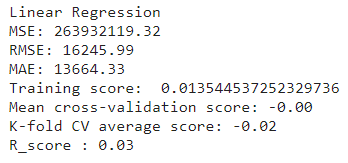 Linear Regression
MSE: 263932119.32
RMSE: 16245.99
MAE: 13664.33
Training score:  0.013544537252329736
Mean cross-validation score: -0.00
K-fold CV average score: -0.02
R_score : 0.03